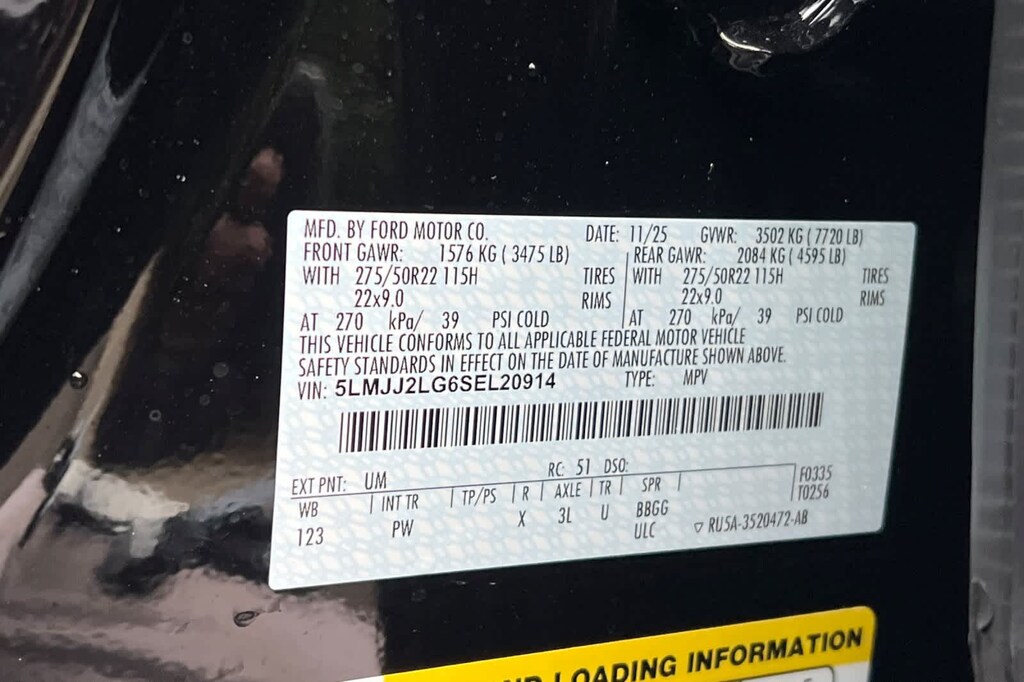 MFD. BY FORD MOTOR CO. DATE: 11/25 GVWR: 3502 KG ( 7720 LB)
FRONT GAWR: 1576 KG ( 3475 LB) REAR GAWR: 2084 KG ( 4595 LB)
WITH 275/50R22 115H TIRES WITH 275/50R22 115H TIRES
22x9.0 RIMS 22x9.0 RIMS
AT 270 kPa/ 39 PSI COLD AT 270 kPa/ 39 PSI COLD
THIS VEHICLE CONFORMS TO ALL APPLICABLE FEDERAL MOTOR VEHICLE
SAFETY STANDARDS IN EFFECT ON THE DATE OF MANUFACTURE SHOWN ABOVE.
VIN: 5LMJJ2LG6SEL20914 TYPE: MPV
EXT PNT: UM RC: 51 DSO: F0335
WB INT TR TP/PS R AXLE TR SPR T0256
123 PW X 3L U BBGG
ULC ▽ RU5A-3520472-AB
LOADING INFORMATION